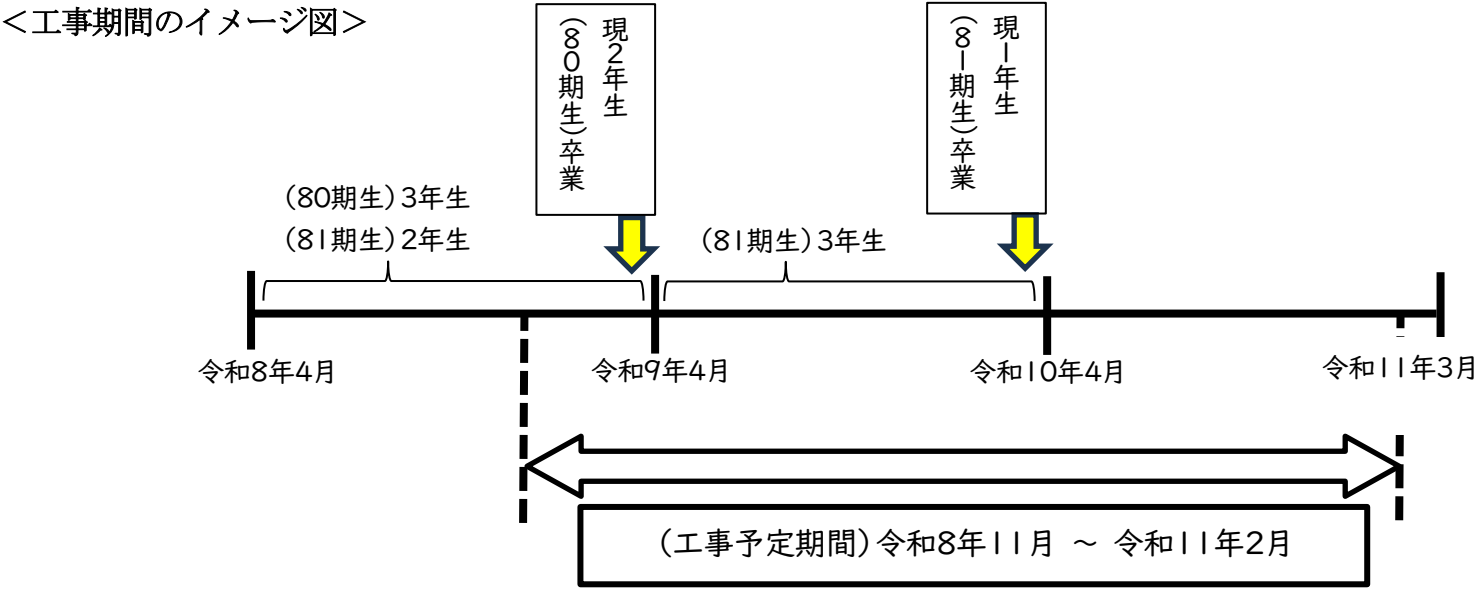 ＜工事期間のイメージ図＞
現２年生
（８０期生）卒業
現１年生
（８１期生）卒業
（80期生）3年生
（81期生）2年生
（81期生）3年生
令和8年4月
令和9年4月
令和10年4月
令和11年3月
（工事予定期間）令和8年11月　～　令和11年2月